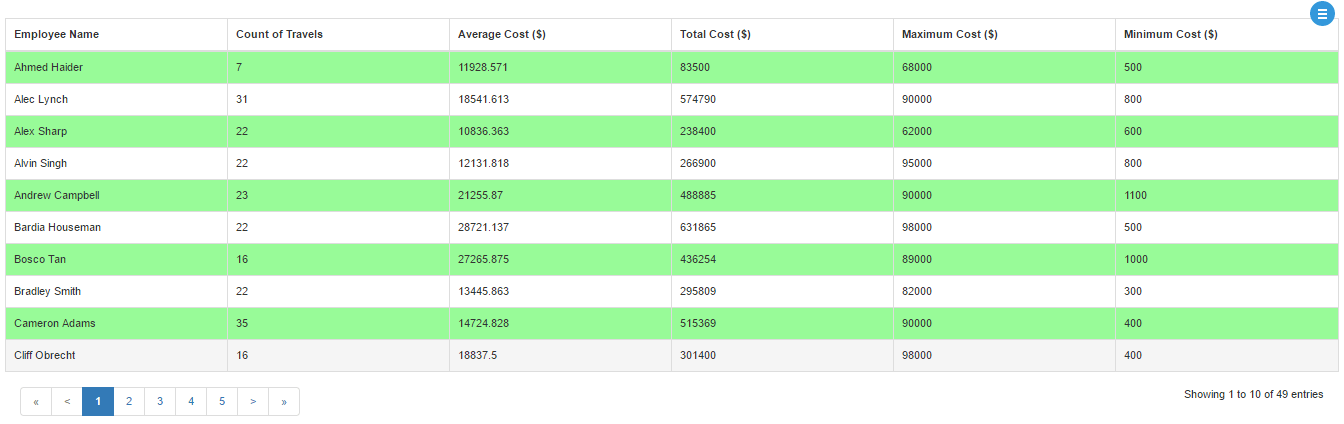 Employee Name Count of Travels Average Cost ($) Total Cost ($) Maximum Cost ($) Minimum Cost ($)
Ahmed Haider 7 11928.571 83500 68000 500
Alec Lynch 31 18541.613 574790 90000 800
Alex Sharp 22 10836.363 238400 62000 600
Alvin Singh 22 12131.818 266900 95000 800
Andrew Campbell 23 21255.87 488885 90000 1100
Bardia Houseman 22 28721.137 631865 98000 500
Bosco Tan 16 27265.875 436254 89000 1000
Bradley Smith 22 13445.863 295809 82000 300
Cameron Adams 35 14724.828 515369 90000 400
Cliff Obrecht 16 18837.5 301400 98000 400
« < 1 2 3 4 5 > » Showing 1 to 10 of 49 entries